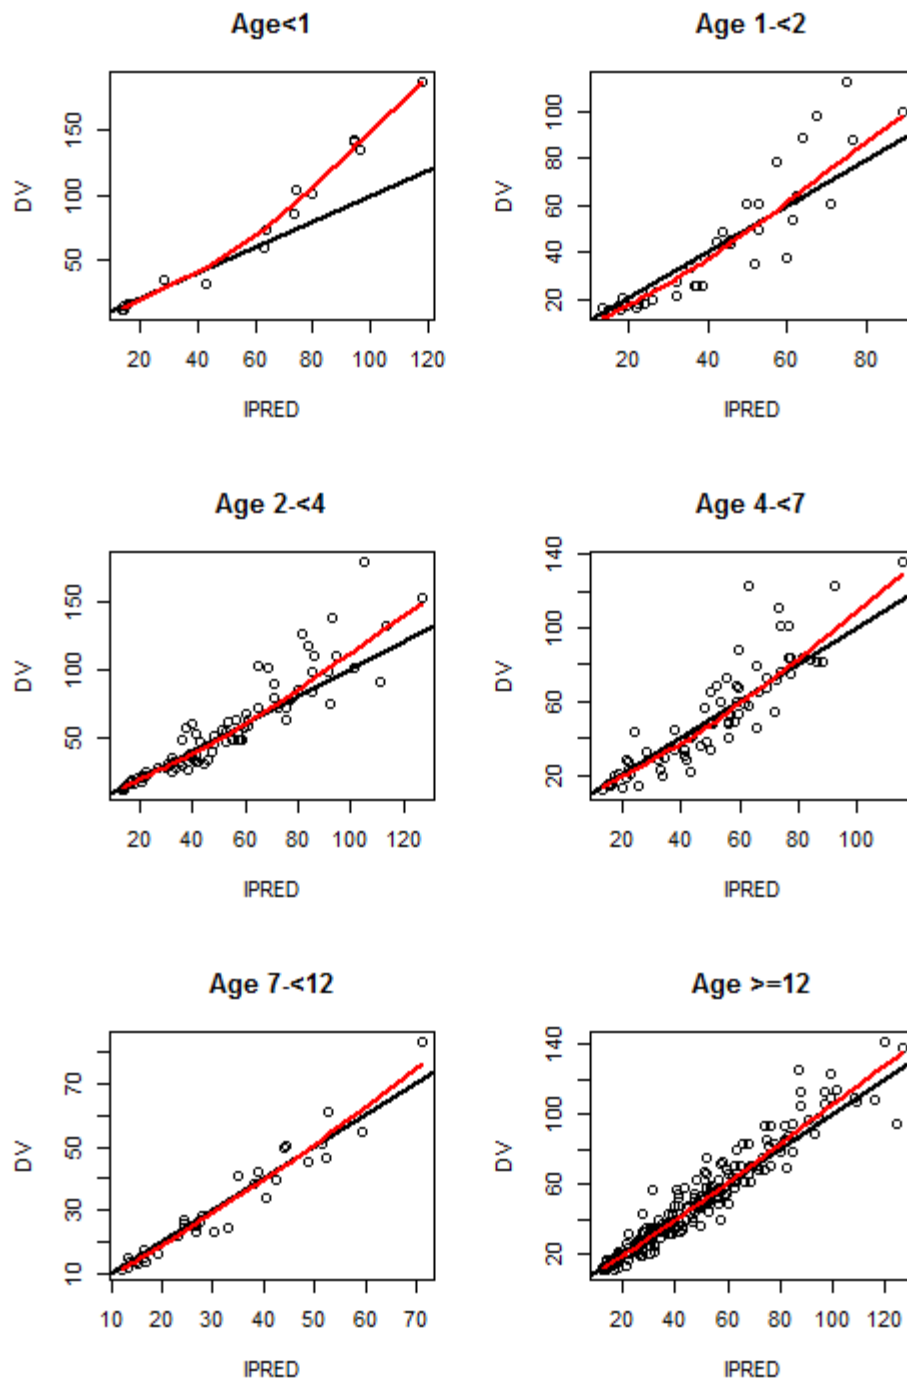 Age<1
DV
150
100
50
20 40 60 80 100 120
IPRED
Age 1-<2
DV
100
80
60
40
20
20 40 60 80
IPRED
Age 2-<4
DV
150
100
50
20 40 60 80 100 120
IPRED
Age 4-<7
DV
140
100
60
20
20 40 60 80 100
IPRED
Age 7-<12
DV
70
50
30
10
10 20 30 40 50 60 70
IPRED
Age >=12
DV
140
100
60
20
20 40 60 80 100 120
IPRED